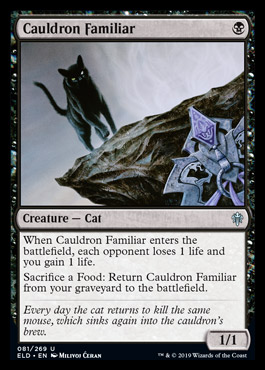 Cauldron Familiar
Creature — Cat
When Cauldron Familiar enters the
battlefield, each opponent loses 1 life and
you gain 1 life.
Sacrifice a Food: Return Cauldron Familiar
from your graveyard to the battlefield.
Every day the cat returns to kill the same
mouse, which sinks again into the cauldron's
brew.
1/1
081/269 U
ELD • EN Milivoj Ćeran
™ & © 2019 Wizards of the Coast